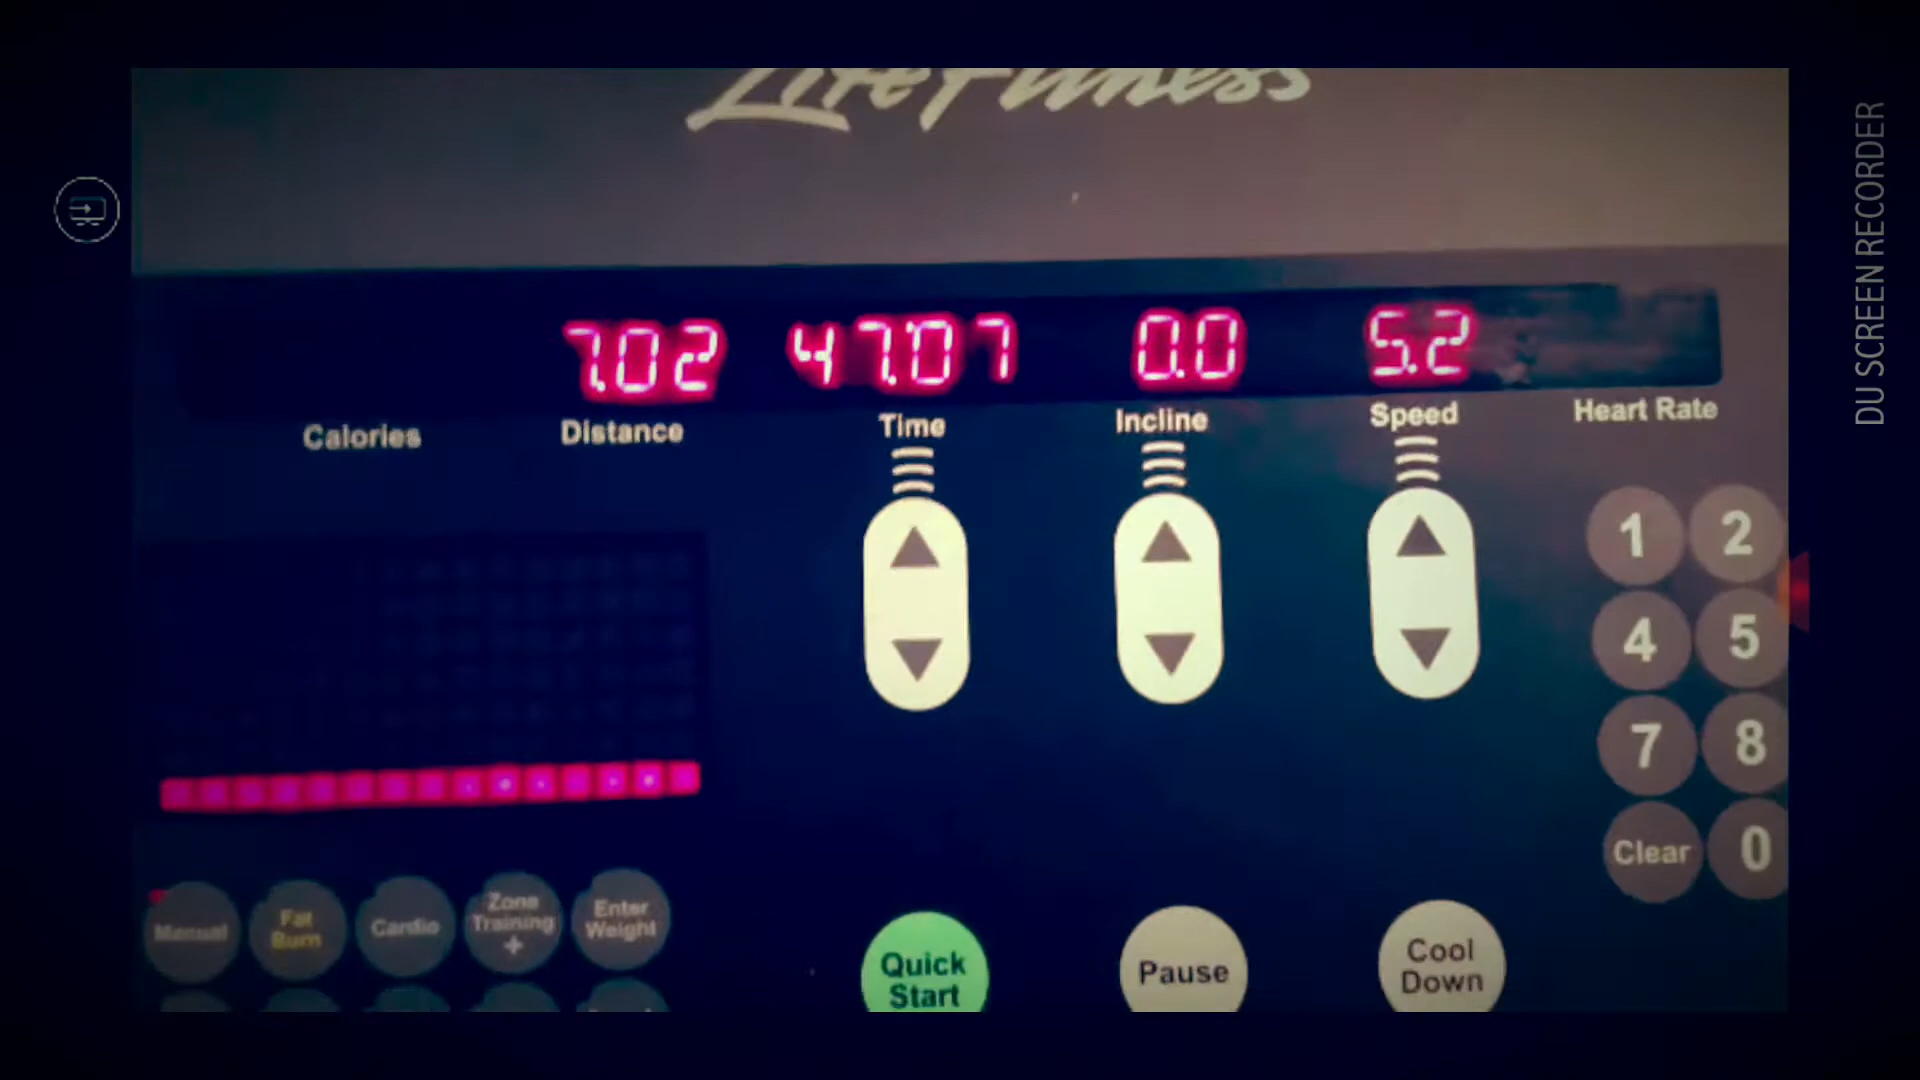 LifeFitness
7.02 47.07 0.0 5.2
Calories Distance Time Incline Speed Heart Rate
1 2
4 5
7 8
Clear 0
Manual Fat Burn Cardio Zone Training + Enter Weight
Quick Start Pause Cool Down
DU SCREEN RECORDER